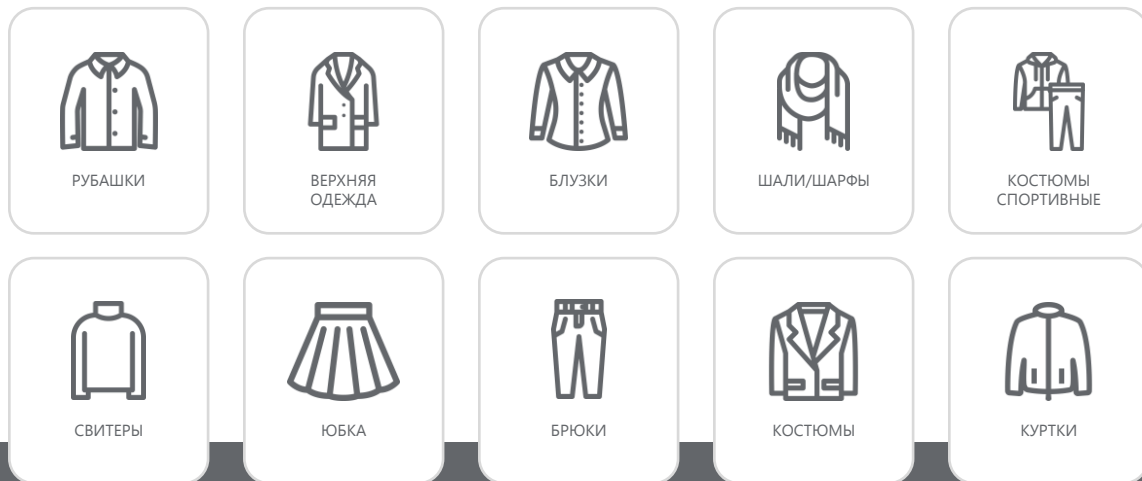 РУБАШКИ
ВЕРХНЯЯ
ОДЕЖДА
БЛУЗКИ
ШАЛИ/ШАРФЫ
КОСТЮМЫ
СПОРТИВНЫЕ
СВИТЕРЫ
ЮБКА
БРЮКИ
КОСТЮМЫ
КУРТКИ